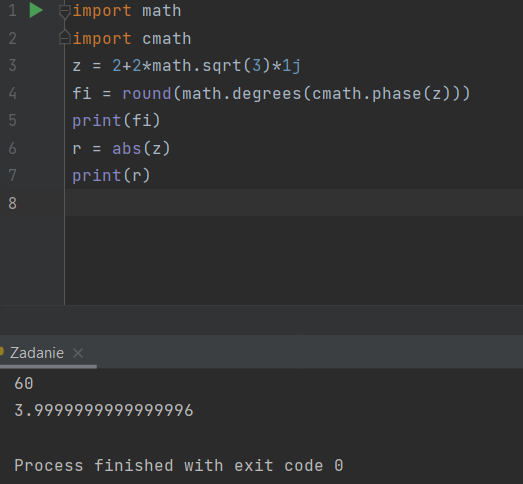 1 import math
2 import cmath
3 z = 2+2*math.sqrt(3)*1j
4 fi = round(math.degrees(cmath.phase(z)))
5 print(fi)
6 r = abs(z)
7 print(r)
8
Zadanie ×
60
3.9999999999999996
Process finished with exit code 0